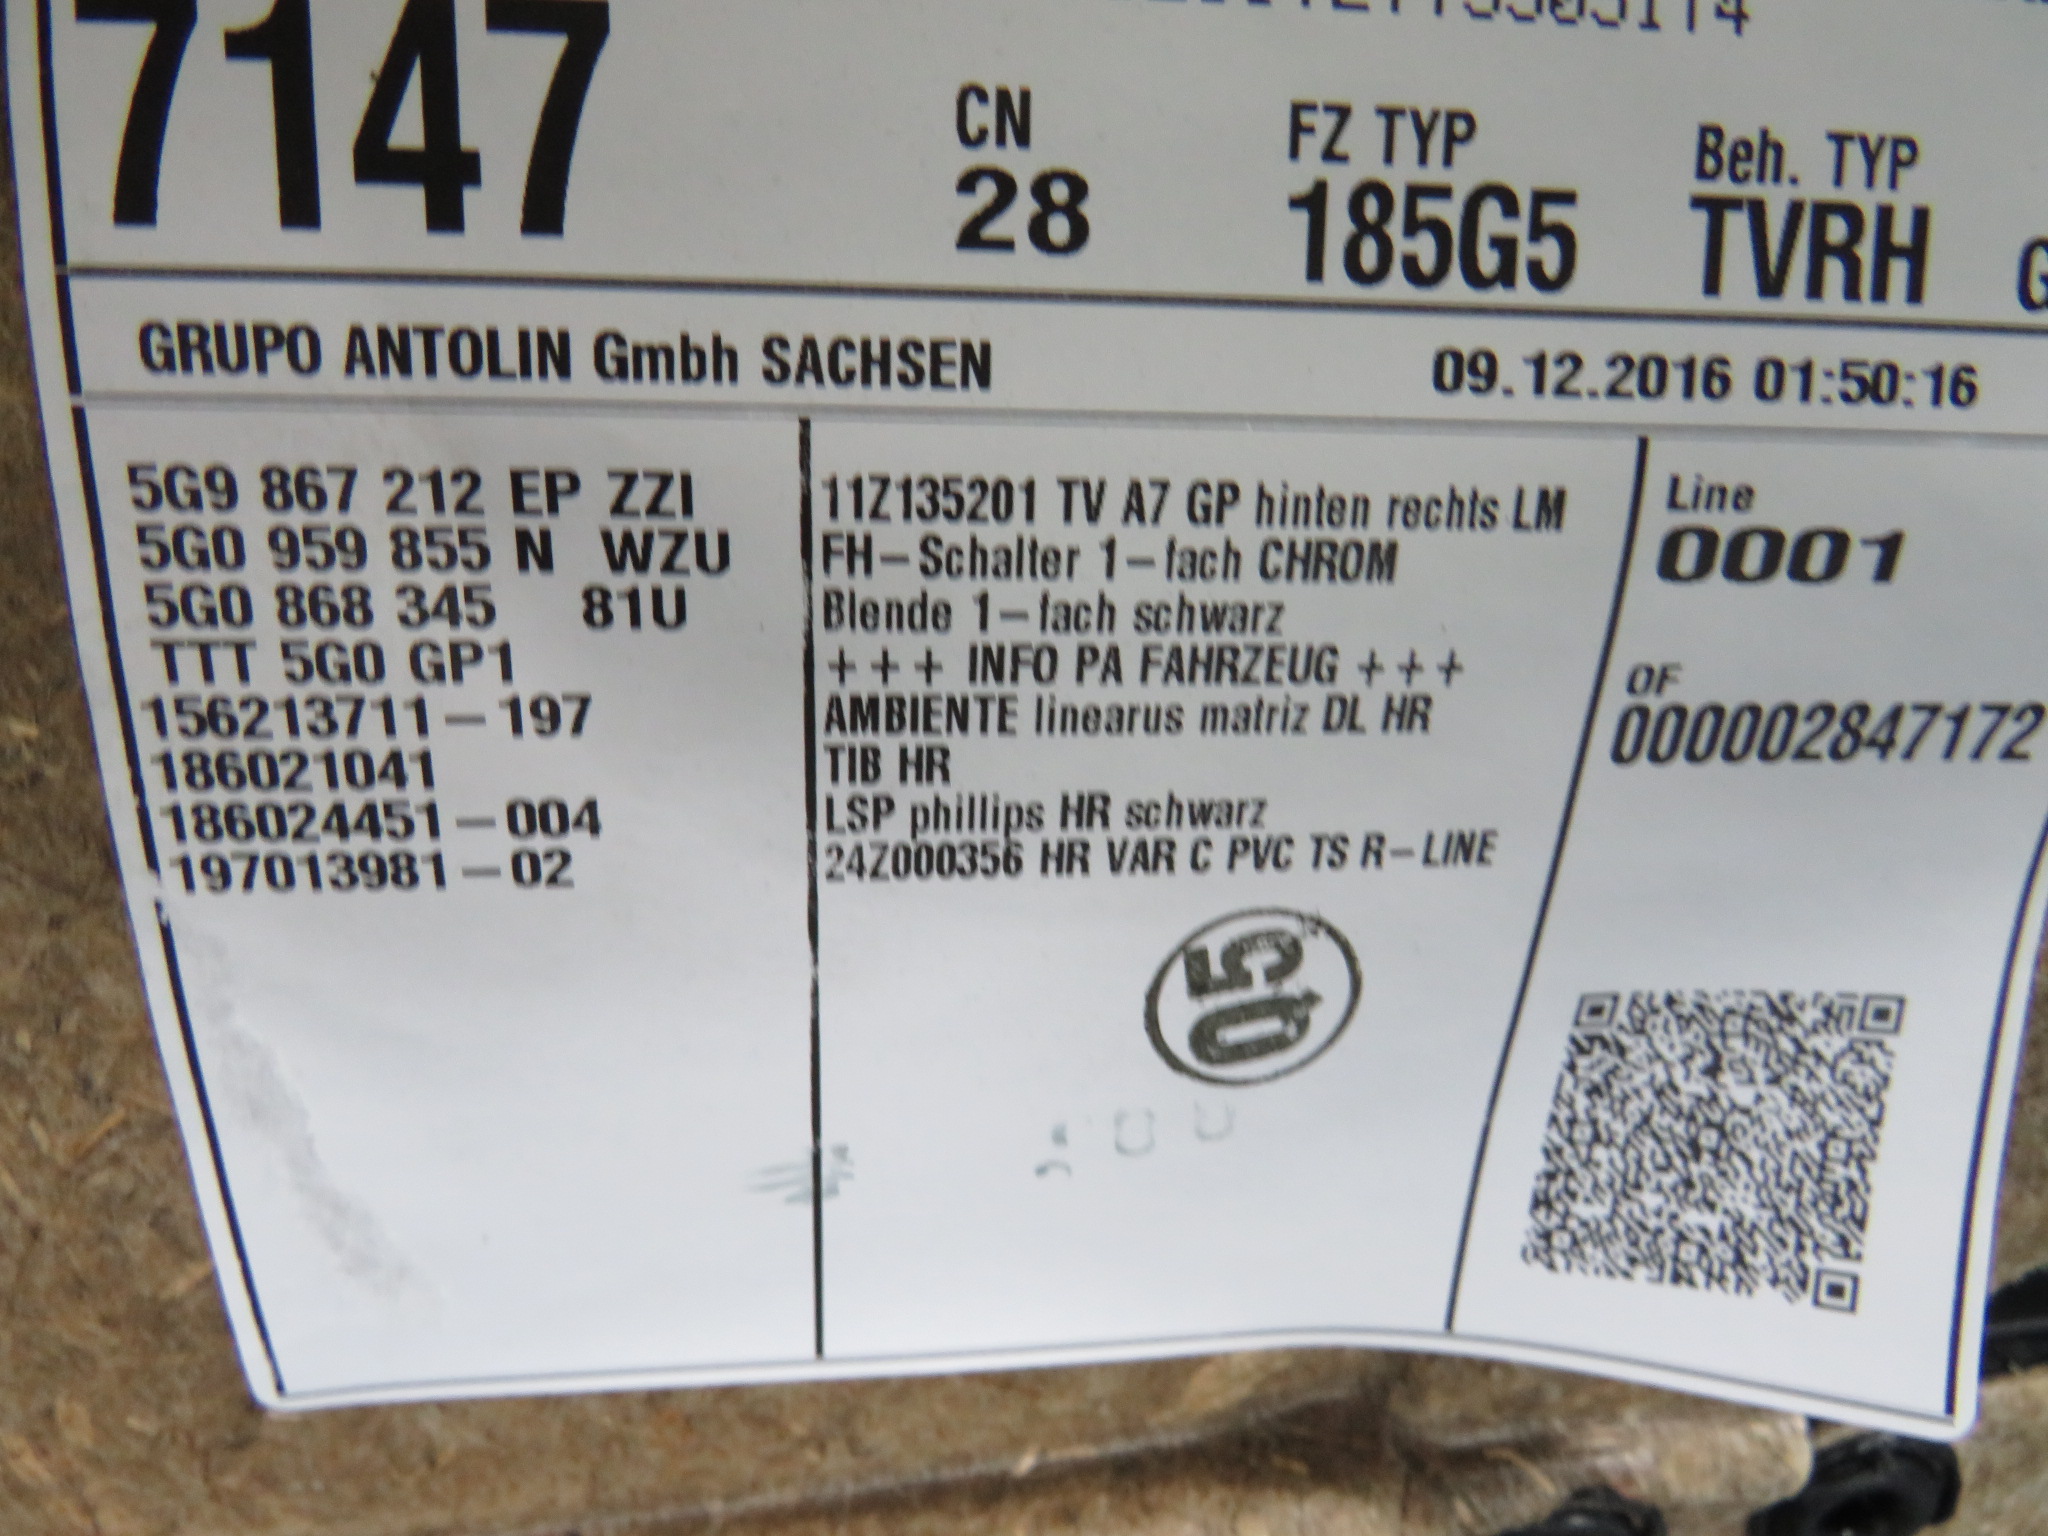 7147
CN
28
FZ TYP
185G5
Beh. TYP
TVRH
GRUPO ANTOLIN Gmbh SACHSEN
09.12.2016 01:50:16
5G9 867 212 EP ZZI
5G0 959 855 N WZU
5G0 868 345 81U
TTT 5G0 GP1
156213711-197
186021041
186024451-004
197013981-02
11Z135201 TV A7 GP hinten rechts LM
FH-Schalter 1-fach CHROM
Blende 1-fach schwarz
+++ INFO PA FAHRZEUG +++
AMBIENTE linearus matriz DL HR
TIB HR
LSP phillips HR schwarz
24Z000356 HR VAR C PVC TS R-LINE
50
Line
0001
OF
000002847172